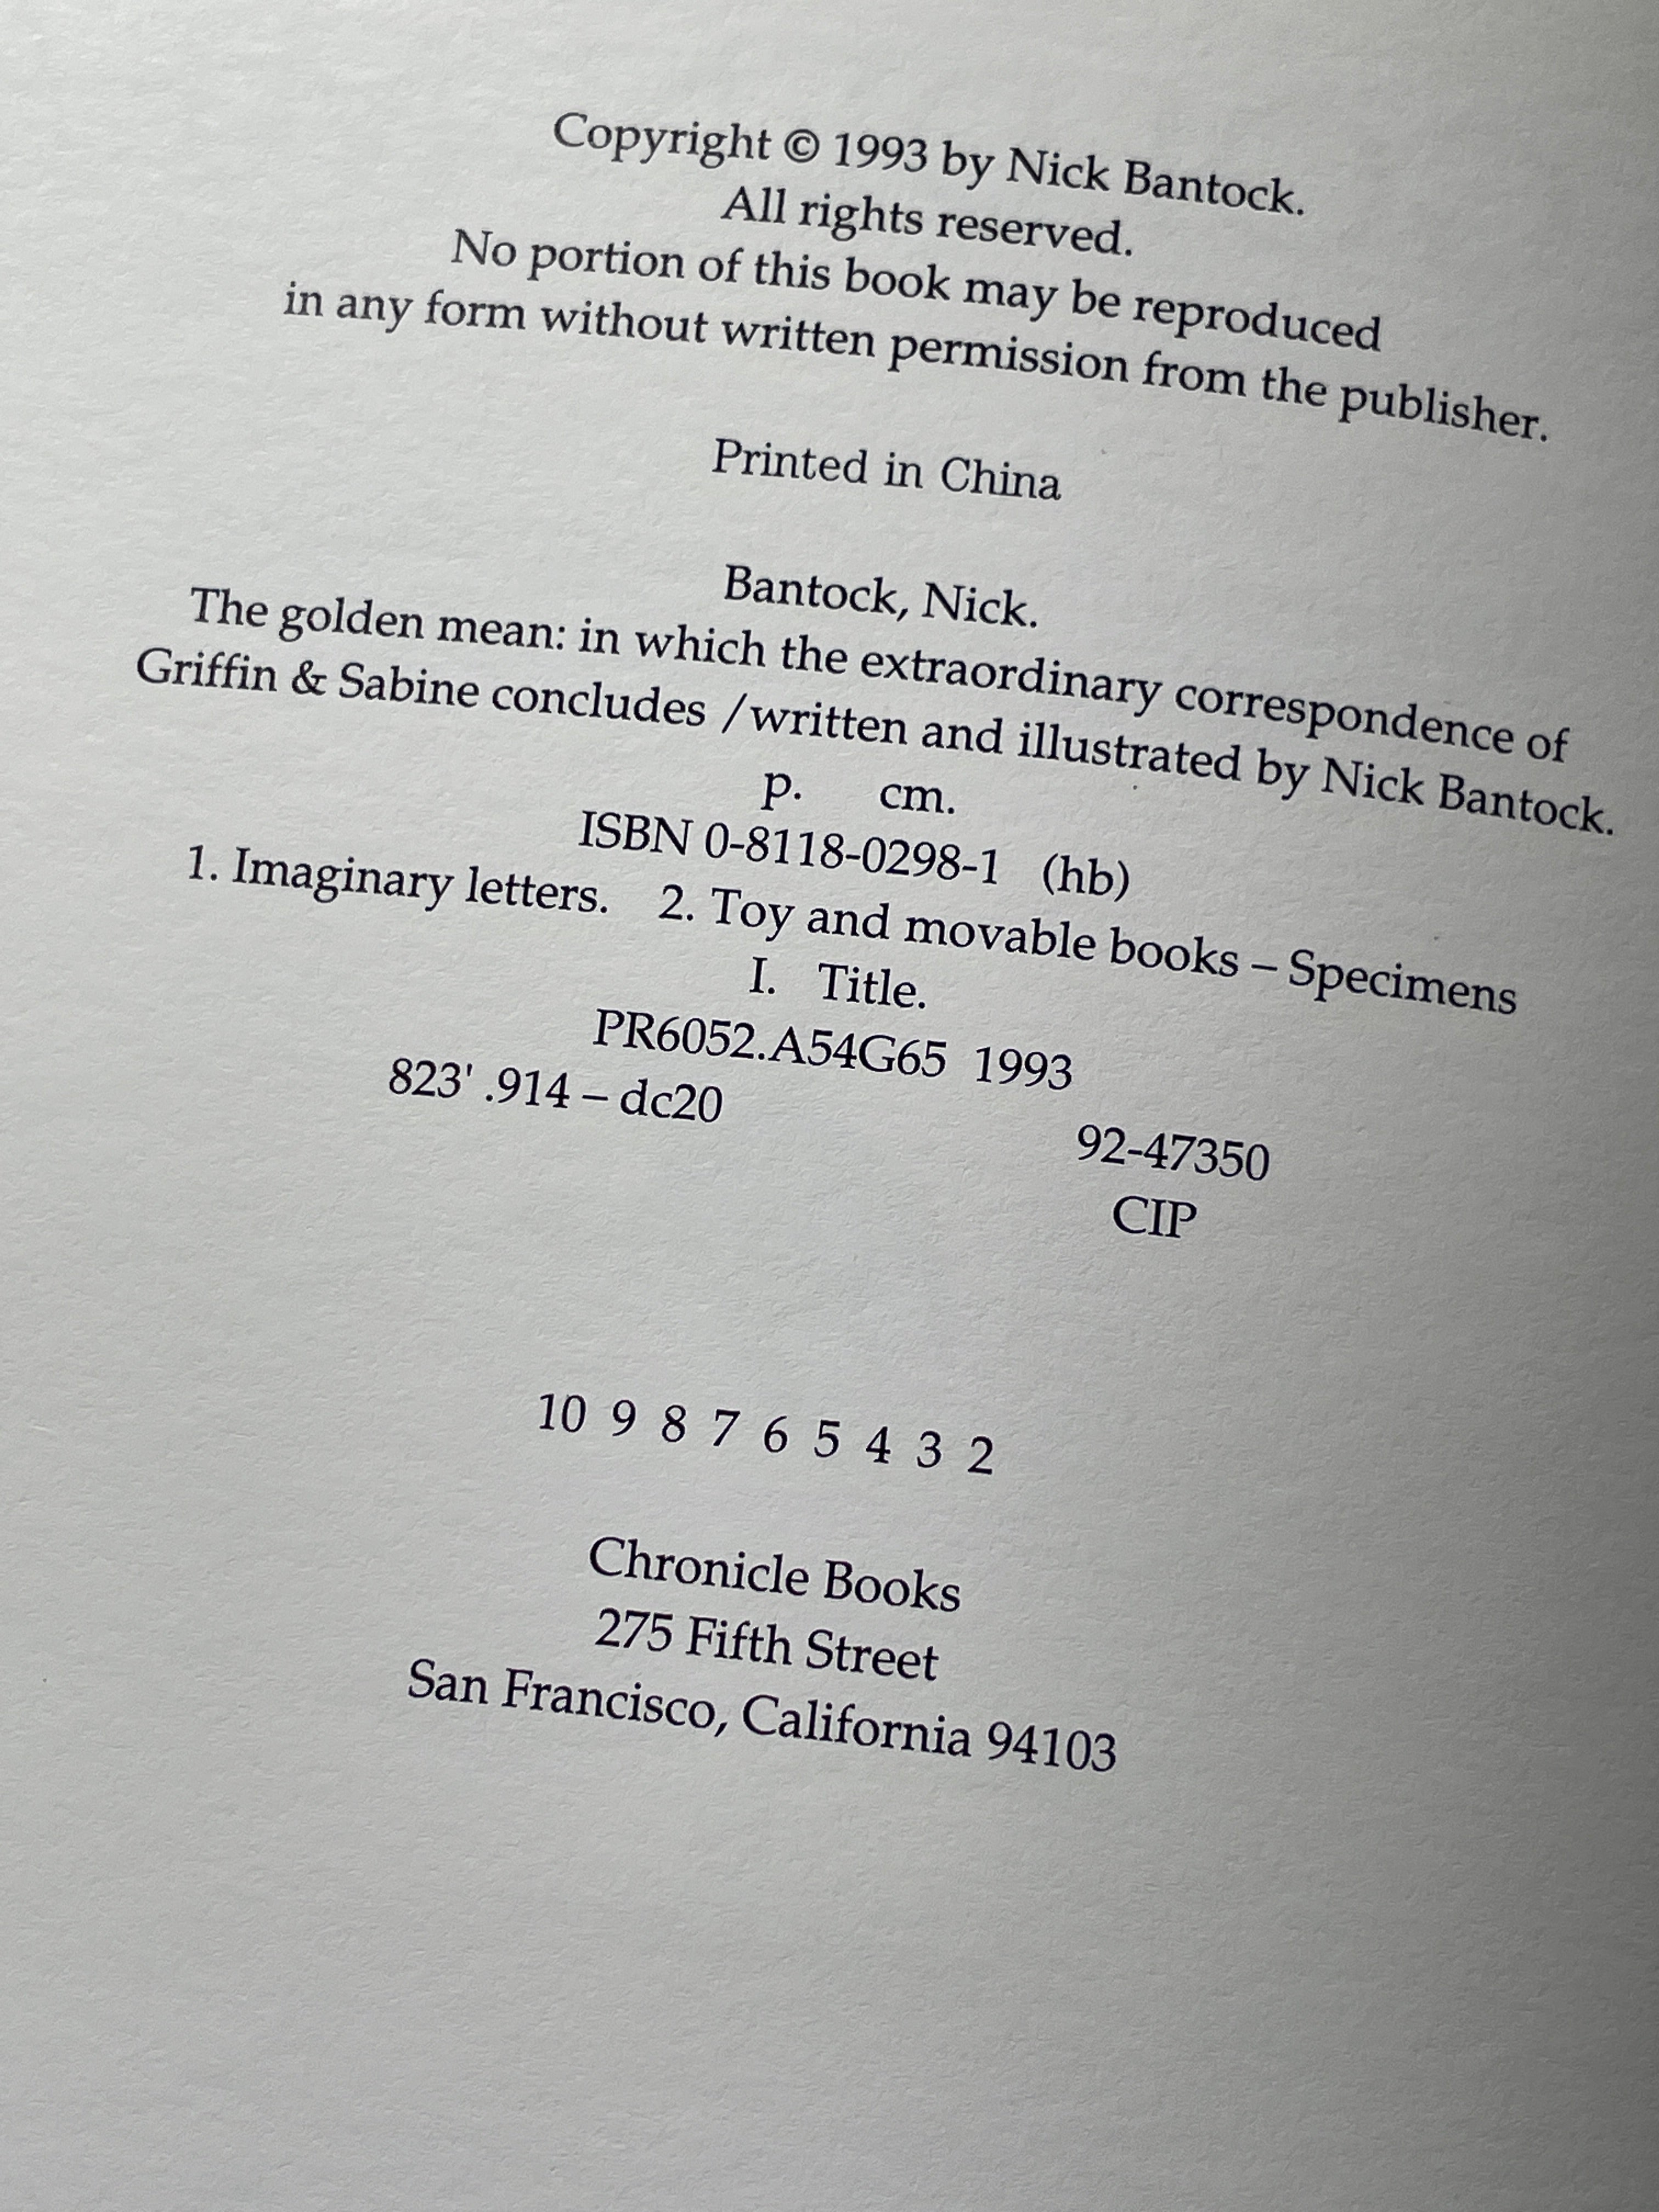 Copyright © 1993 by Nick Bantock.
All rights reserved.
No portion of this book may be reproduced
in any form without written permission from the publisher.
Printed in China
Bantock, Nick.
The golden mean: in which the extraordinary correspondence of
Griffin & Sabine concludes /written and illustrated by Nick Bantock.
p. cm.
ISBN 0-8118-0298-1 (hb)
1. Imaginary letters. 2. Toy and movable books – Specimens
I. Title.
PR6052.A54G65 1993
823' .914 – dc20
92-47350
CIP
10 9 8 7 6 5 4 3 2
Chronicle Books
275 Fifth Street
San Francisco, California 94103